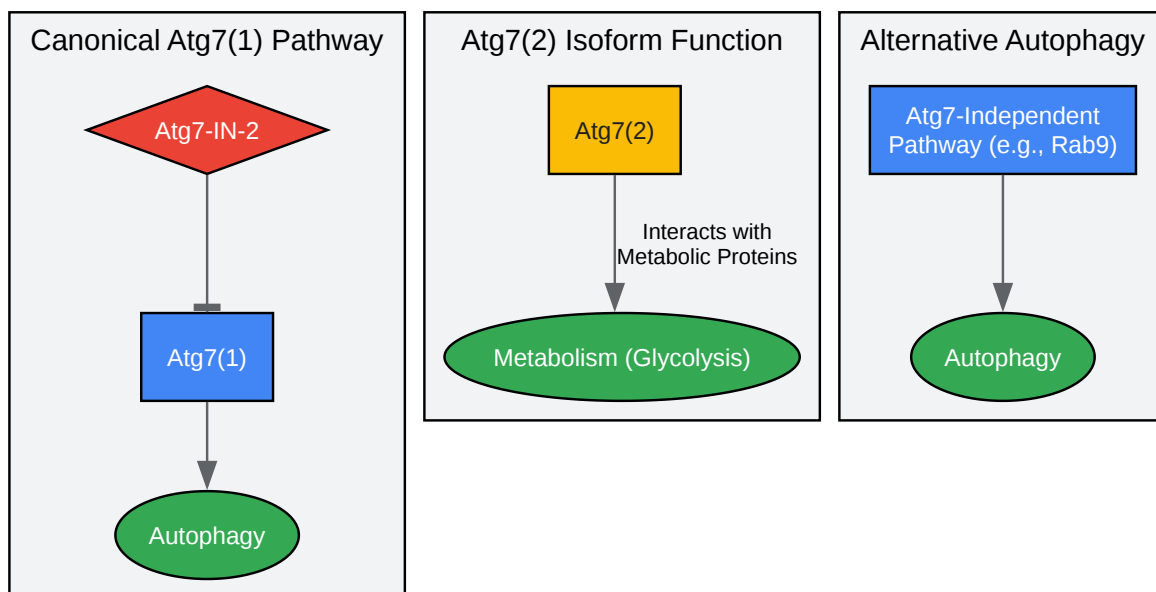 Canonical Atg7(1) Pathway
Atg7-IN-2
Atg7(1)
Autophagy
Atg7(2) Isoform Function
Atg7(2)
Interacts with
Metabolic Proteins
Metabolism (Glycolysis)
Alternative Autophagy
Atg7-Independent
Pathway (e.g., Rab9)
Autophagy